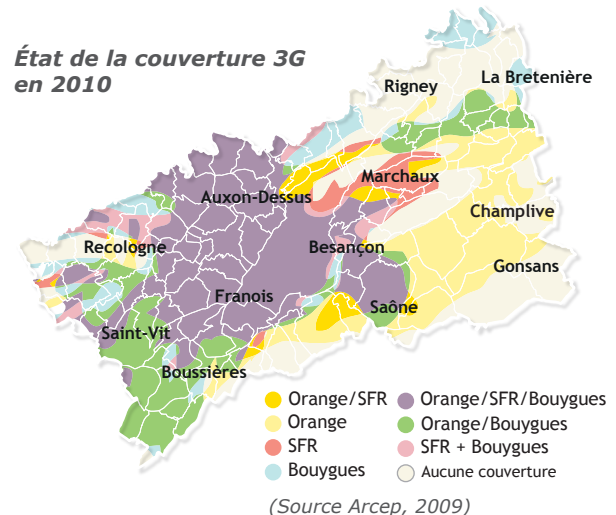 État de la couverture 3G
en 2010
La Bretenière
Rigney
Marchaux
Auxon-Dessus
Champlive
Recologne
Besançon
Gonsans
Franois
Saône
Saint-Vit
Boussières
Orange/SFR
Orange
SFR
Bouygues
Orange/SFR/Bouygues
Orange/Bouygues
SFR + Bouygues
Aucune couverture
(Source Arcep, 2009)